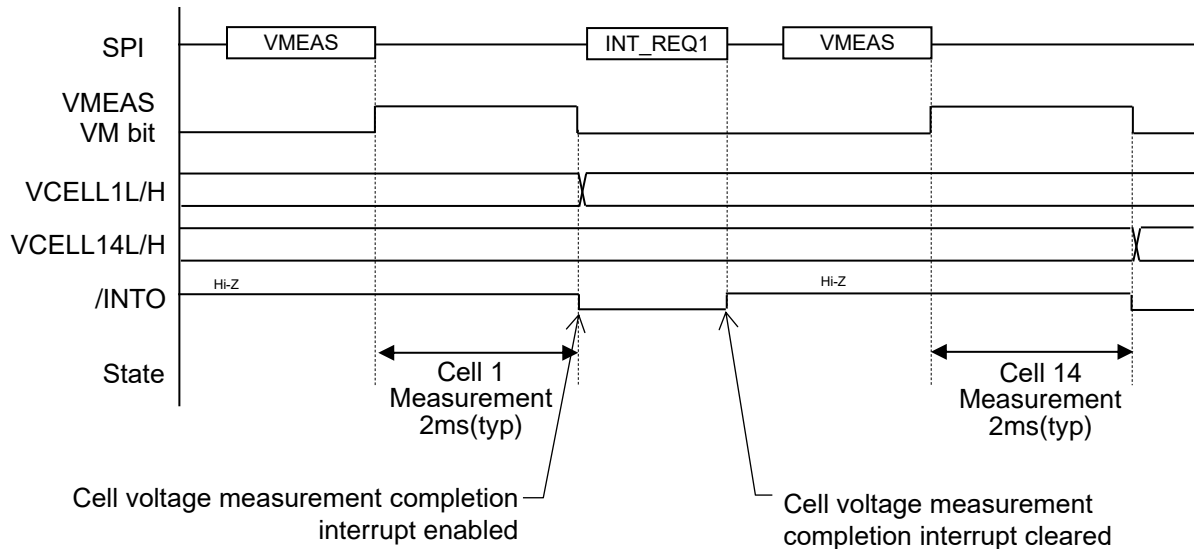 SPI
VMEAS
INT_REQ1
VMEAS
VMEAS
VM bit
VCELL1L/H
VCELL14L/H
/INTO
Hi-Z
Hi-Z
State
Cell 1
Measurement
2ms(typ)
Cell 14
Measurement
2ms(typ)
Cell voltage measurement completion
interrupt enabled
Cell voltage measurement
completion interrupt cleared